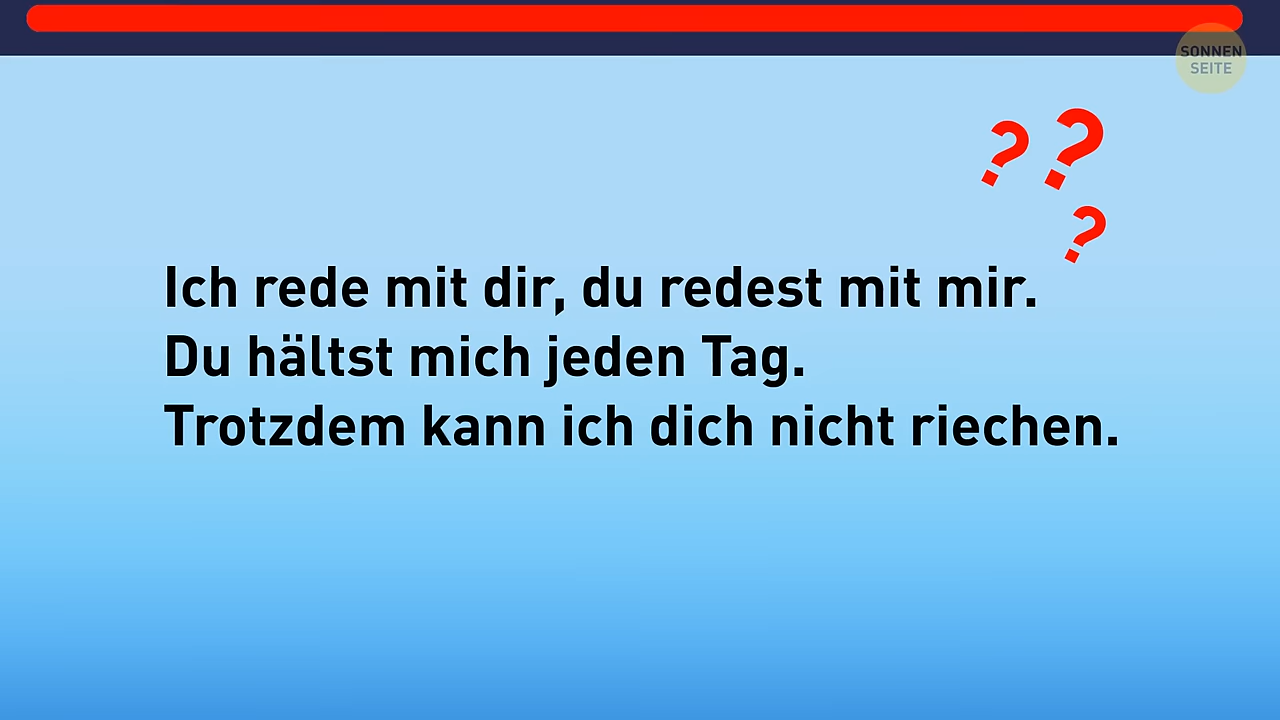 SONNEN
SEITE
? ?
?
Ich rede mit dir, du redest mit mir.
Du hältst mich jeden Tag.
Trotzdem kann ich dich nicht riechen.